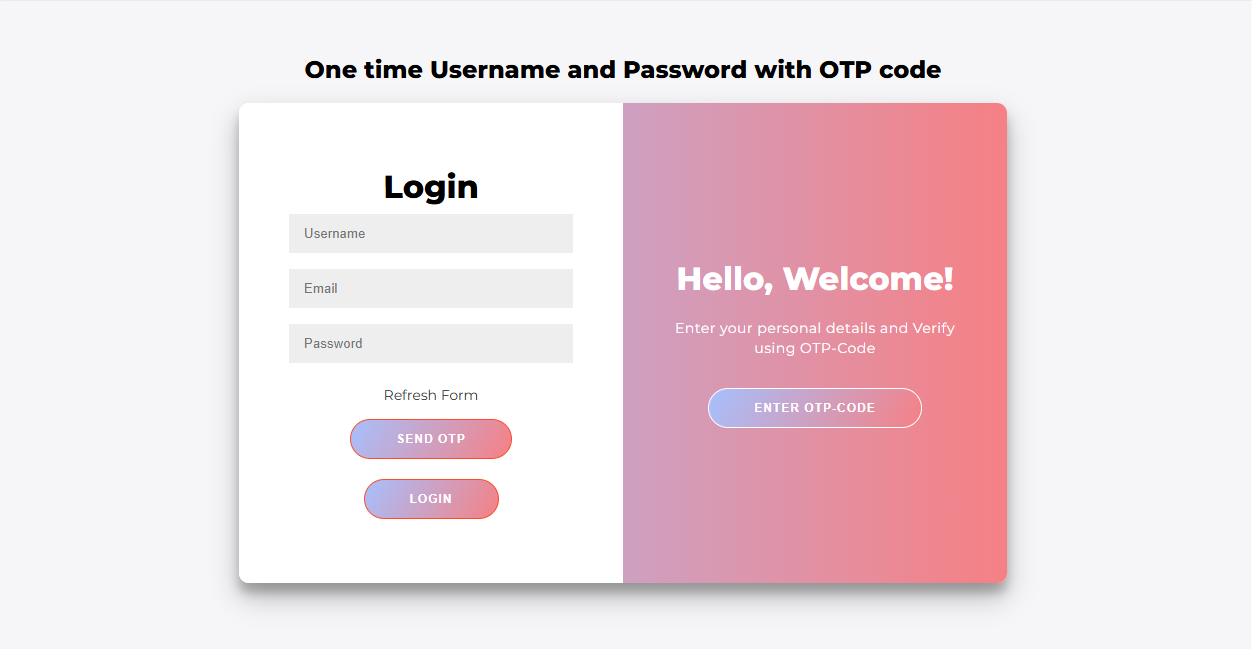 One time Username and Password with OTP code
Login
Username
Email
Password
Refresh Form
SEND OTP
LOGIN
Hello, Welcome!
Enter your personal details and Verify
using OTP-Code
ENTER OTP-CODE